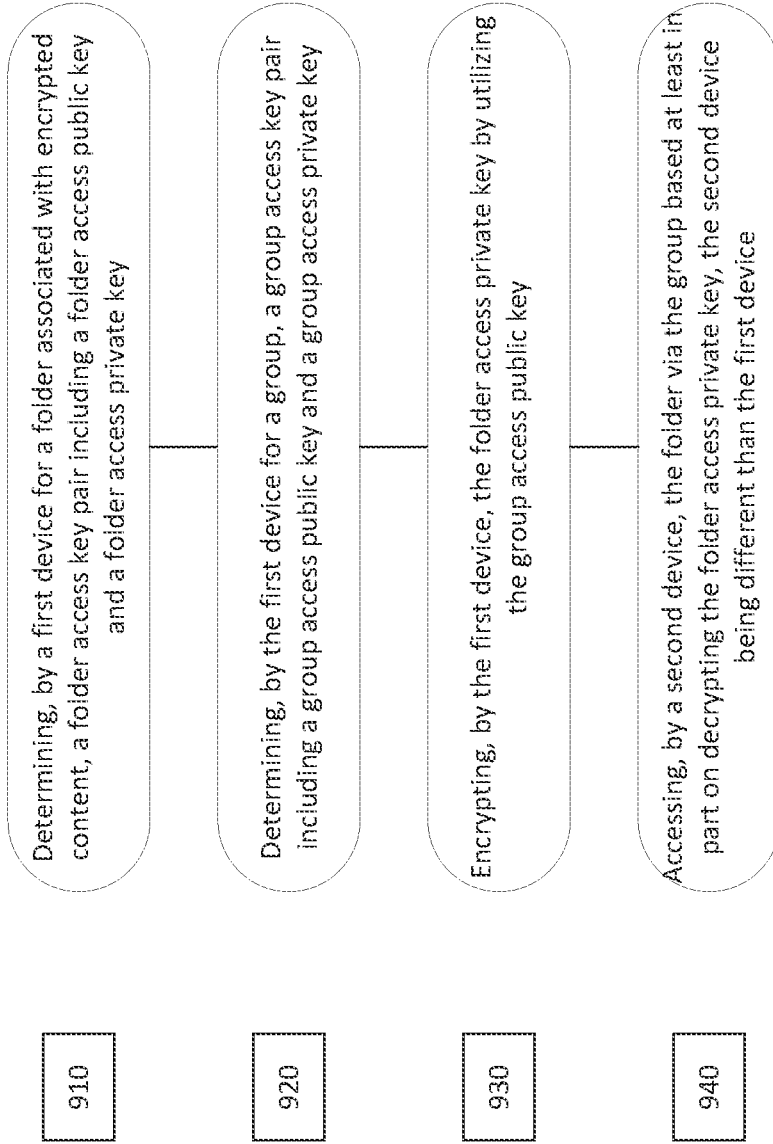 910
Determining, by a first device for a folder associated with encrypted
content, a folder access key pair including a folder access public key
and a folder access private key
920
Determining, by the first device for a group, a group access key pair
including a group access public key and a group access private key
930
Encrypting, by the first device, the folder access private key by utilizing
the group access public key
940
Accessing, by a second device, the folder via the group based at least in
part on decrypting the folder access private key, the second device
being different than the first device